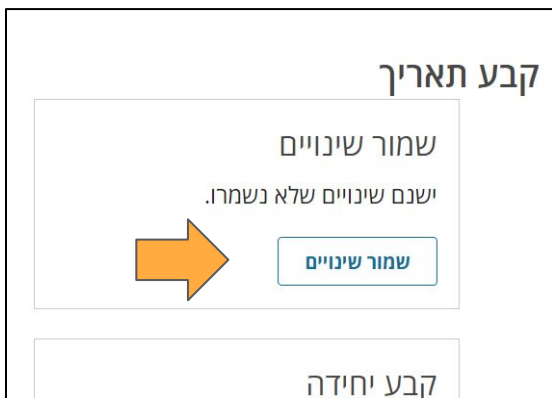 קבע תאריך
שמור שינויים
ישנם שינויים שלא נשמרו.
שמור שינויים
קבע יחידה